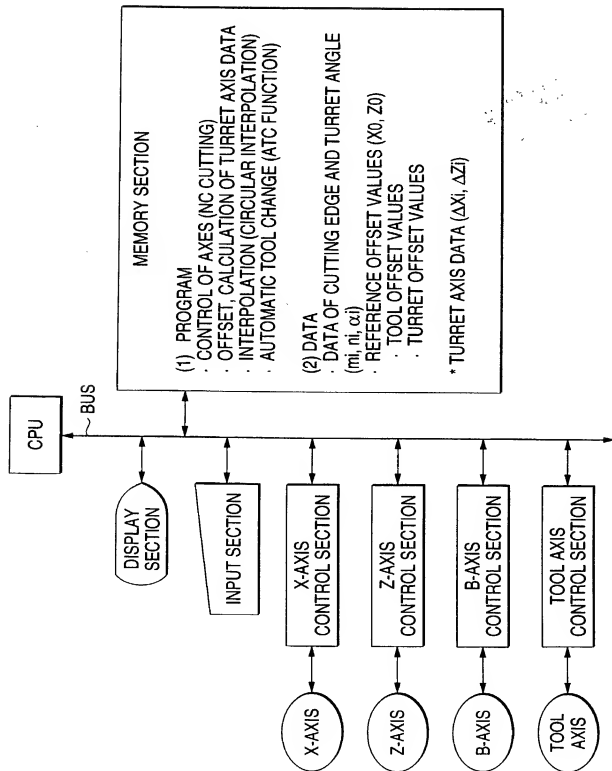 CPU
BUS
DISPLAY
SECTION
INPUT SECTION
X-AXIS
CONTROL SECTION
Z-AXIS
CONTROL SECTION
B-AXIS
CONTROL SECTION
TOOL AXIS
CONTROL SECTION
X-AXIS
Z-AXIS
B-AXIS
TOOL
AXIS
MEMORY SECTION
(1) PROGRAM
· CONTROL OF AXES (NC CUTTING)
· OFFSET, CALCULATION OF TURRET AXIS DATA
· INTERPOLATION (CIRCULAR INTERPOLATION)
· AUTOMATIC TOOL CHANGE (ATC FUNCTION)
(2) DATA
· DATA OF CUTTING EDGE AND TURRET ANGLE
(mi, ni, αi)
· REFERENCE OFFSET VALUES (X0, Z0)
· TOOL OFFSET VALUES
· TURRET OFFSET VALUES
* TURRET AXIS DATA (ΔXi, ΔZi)